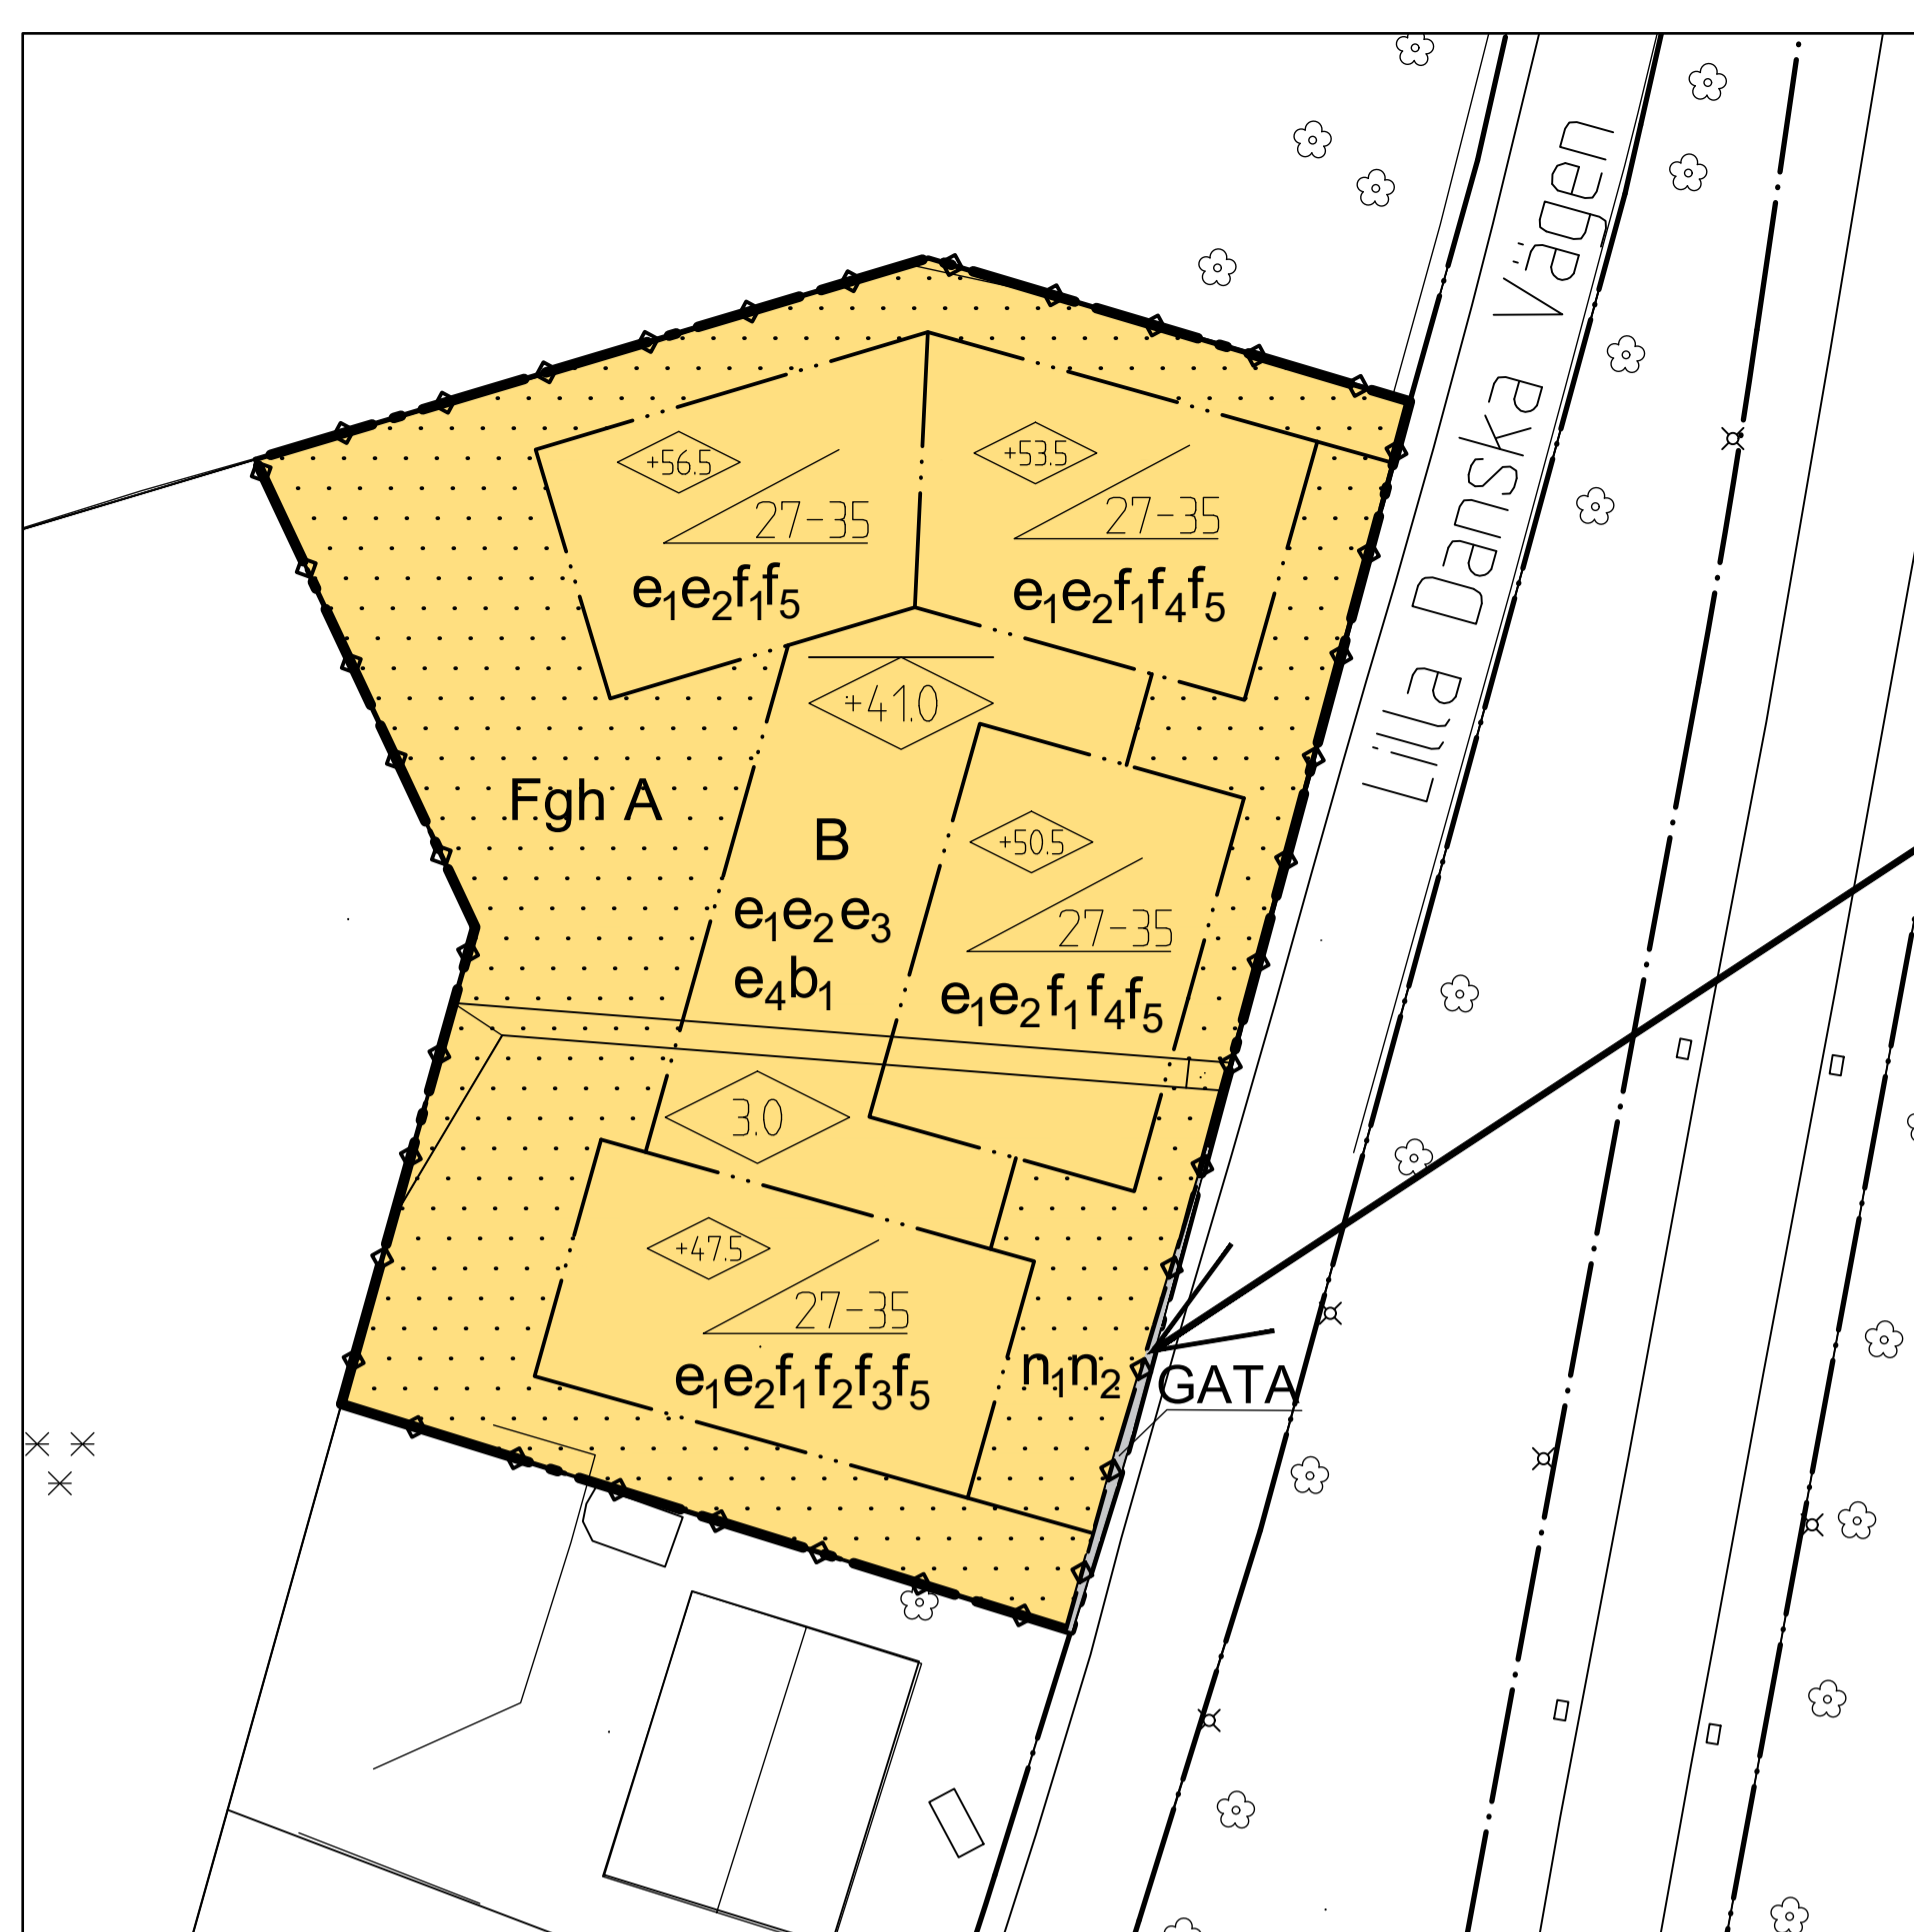 Lilla Danska Vägen
+56.5
27-35
e₁e₂f₁f₅
+53.5
27-35
e₁e₂f₁f₄f₅
+41.0
Fgh A
B
e₁e₂e₃
e₄b₁
+50.5
27-35
e₁e₂f₁f₄f₅
3.0
+47.5
27-35
e₁e₂f₁f₂f₃f₅
n₁n₂
GATA